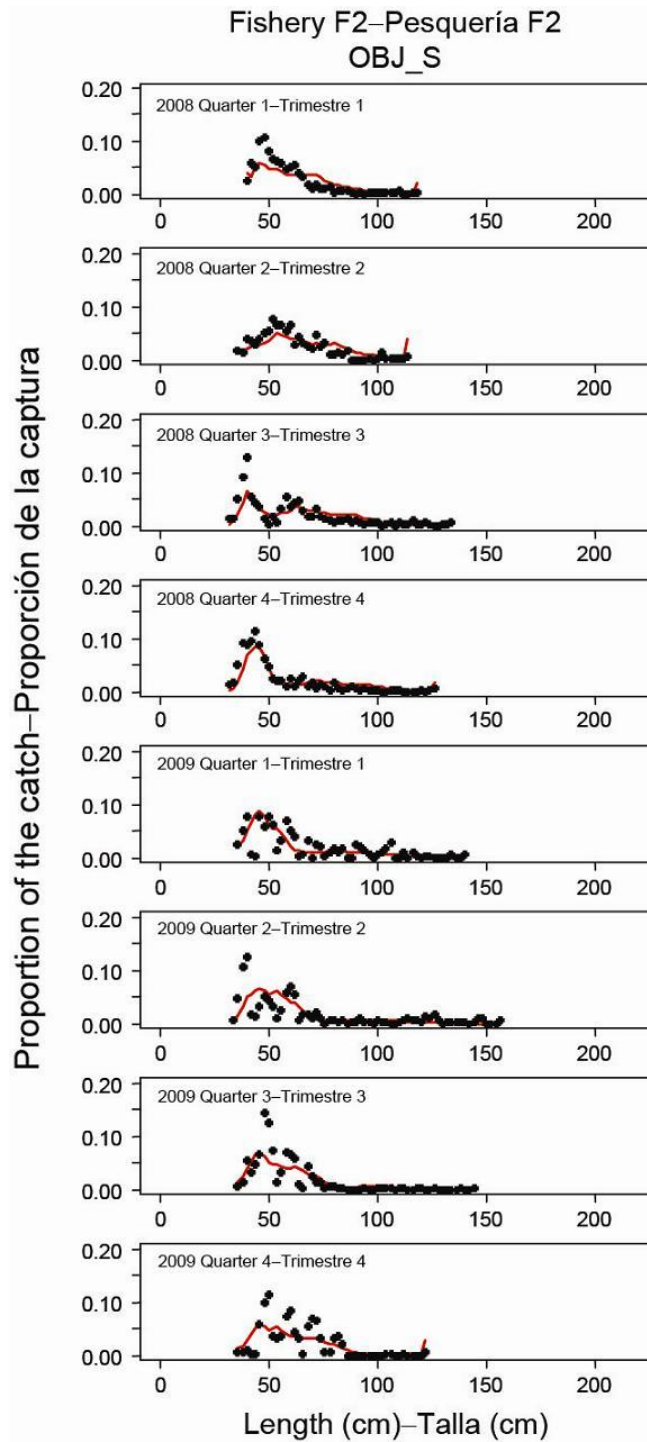 Fishery F2–Pesquería F2
OBJ_S
Proportion of the catch–Proporción de la captura
2008 Quarter 1–Trimestre 1
0.20
0.10
0.00
0 50 100 150 200
2008 Quarter 2–Trimestre 2
0.20
0.10
0.00
0 50 100 150 200
2008 Quarter 3–Trimestre 3
0.20
0.10
0.00
0 50 100 150 200
2008 Quarter 4–Trimestre 4
0.20
0.10
0.00
0 50 100 150 200
2009 Quarter 1–Trimestre 1
0.20
0.10
0.00
0 50 100 150 200
2009 Quarter 2–Trimestre 2
0.20
0.10
0.00
0 50 100 150 200
2009 Quarter 3–Trimestre 3
0.20
0.10
0.00
0 50 100 150 200
2009 Quarter 4–Trimestre 4
0.20
0.10
0.00
0 50 100 150 200
Length (cm)–Talla (cm)